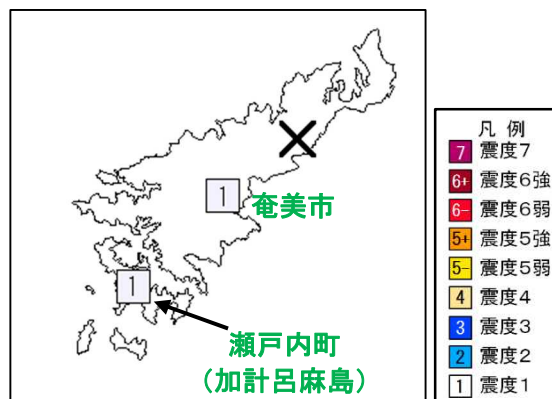 1
奄美市
1
瀬戸内町
（加計呂麻島）
凡 例
7 震度7
6+ 震度6強
6− 震度6弱
5+ 震度5強
5− 震度5弱
4 震度4
3 震度3
2 震度2
1 震度1